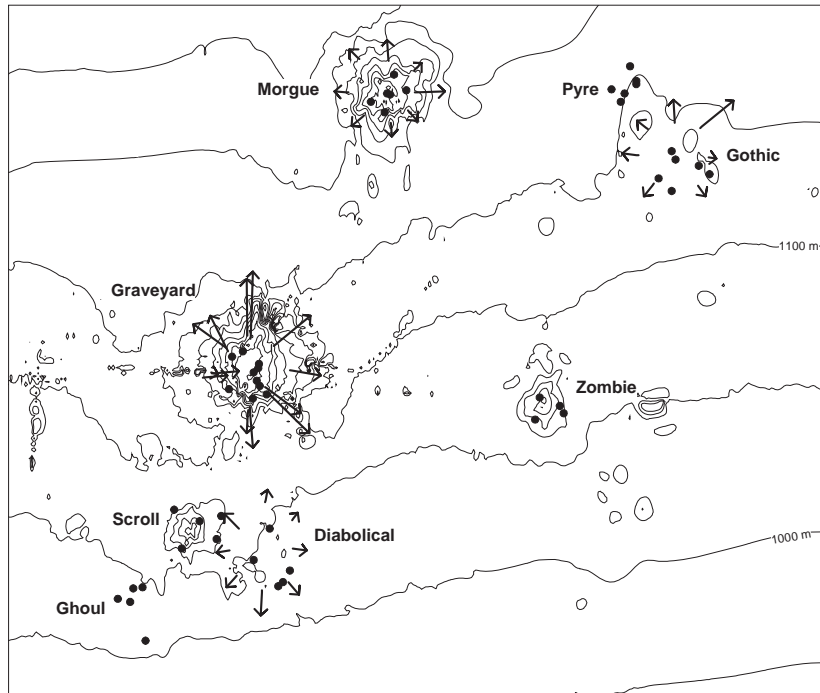 Morgue
Pyre
Gothic
1100 m
Graveyard
Zombie
Scroll
Diabolical
1000 m
Ghoul